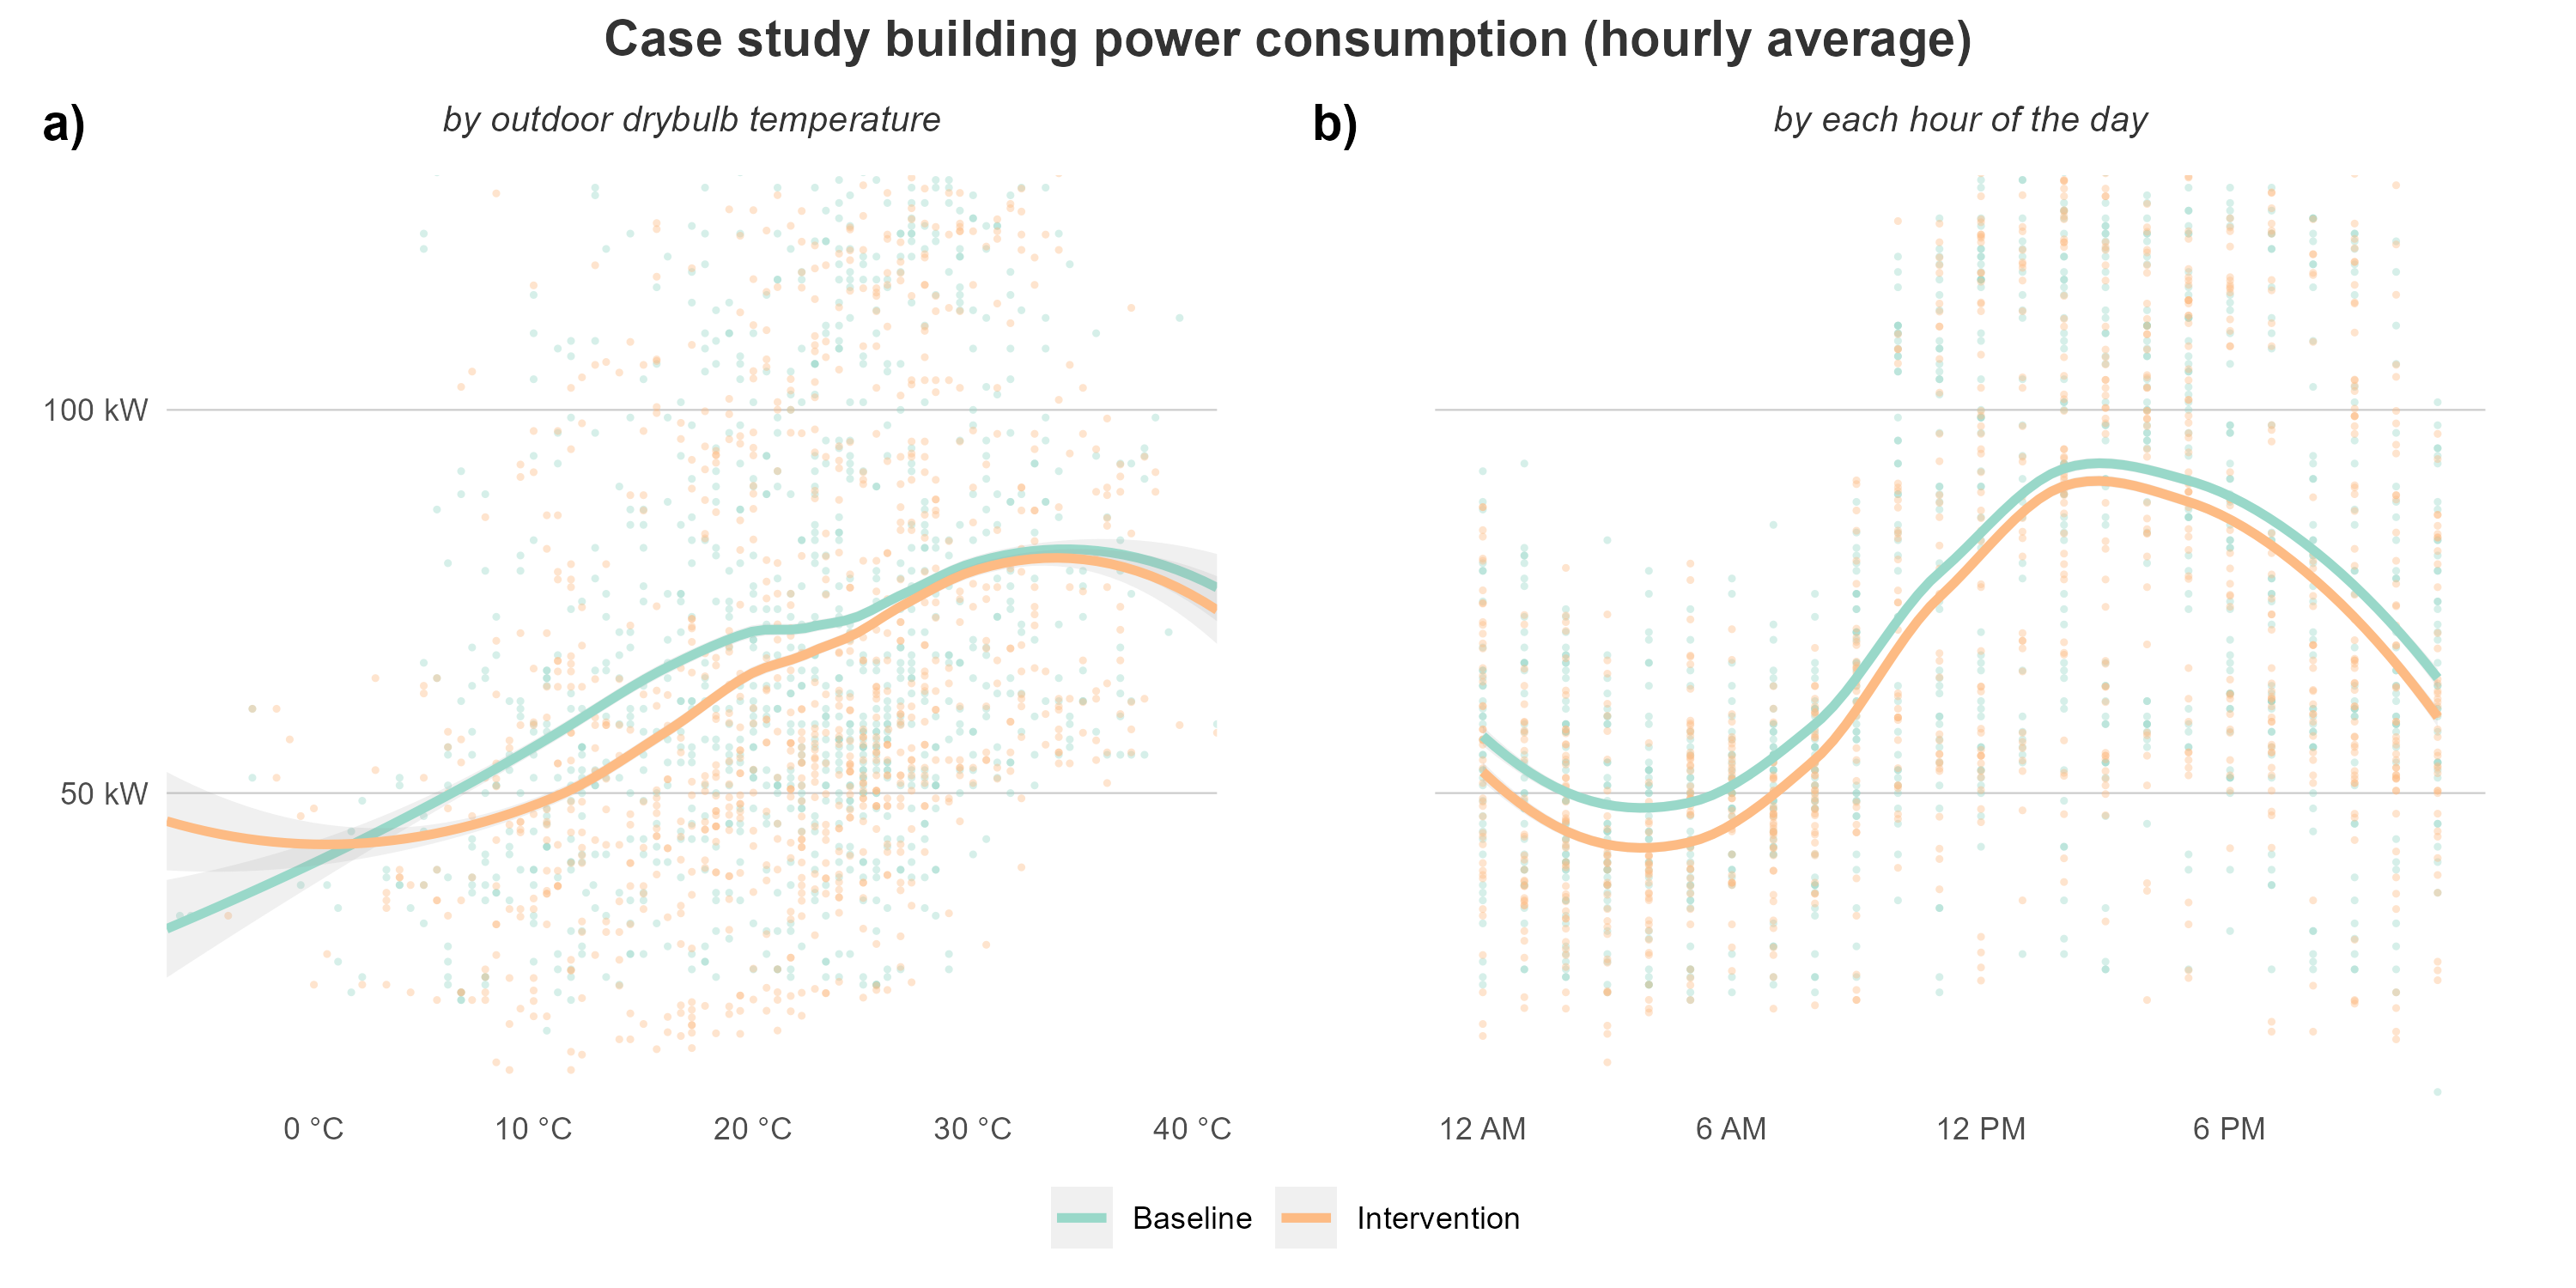 Case study building power consumption (hourly average)
a)
by outdoor drybulb temperature
b)
by each hour of the day
100 kW
50 kW
0 °C
10 °C
20 °C
30 °C
40 °C
12 AM
6 AM
12 PM
6 PM
Baseline
Intervention